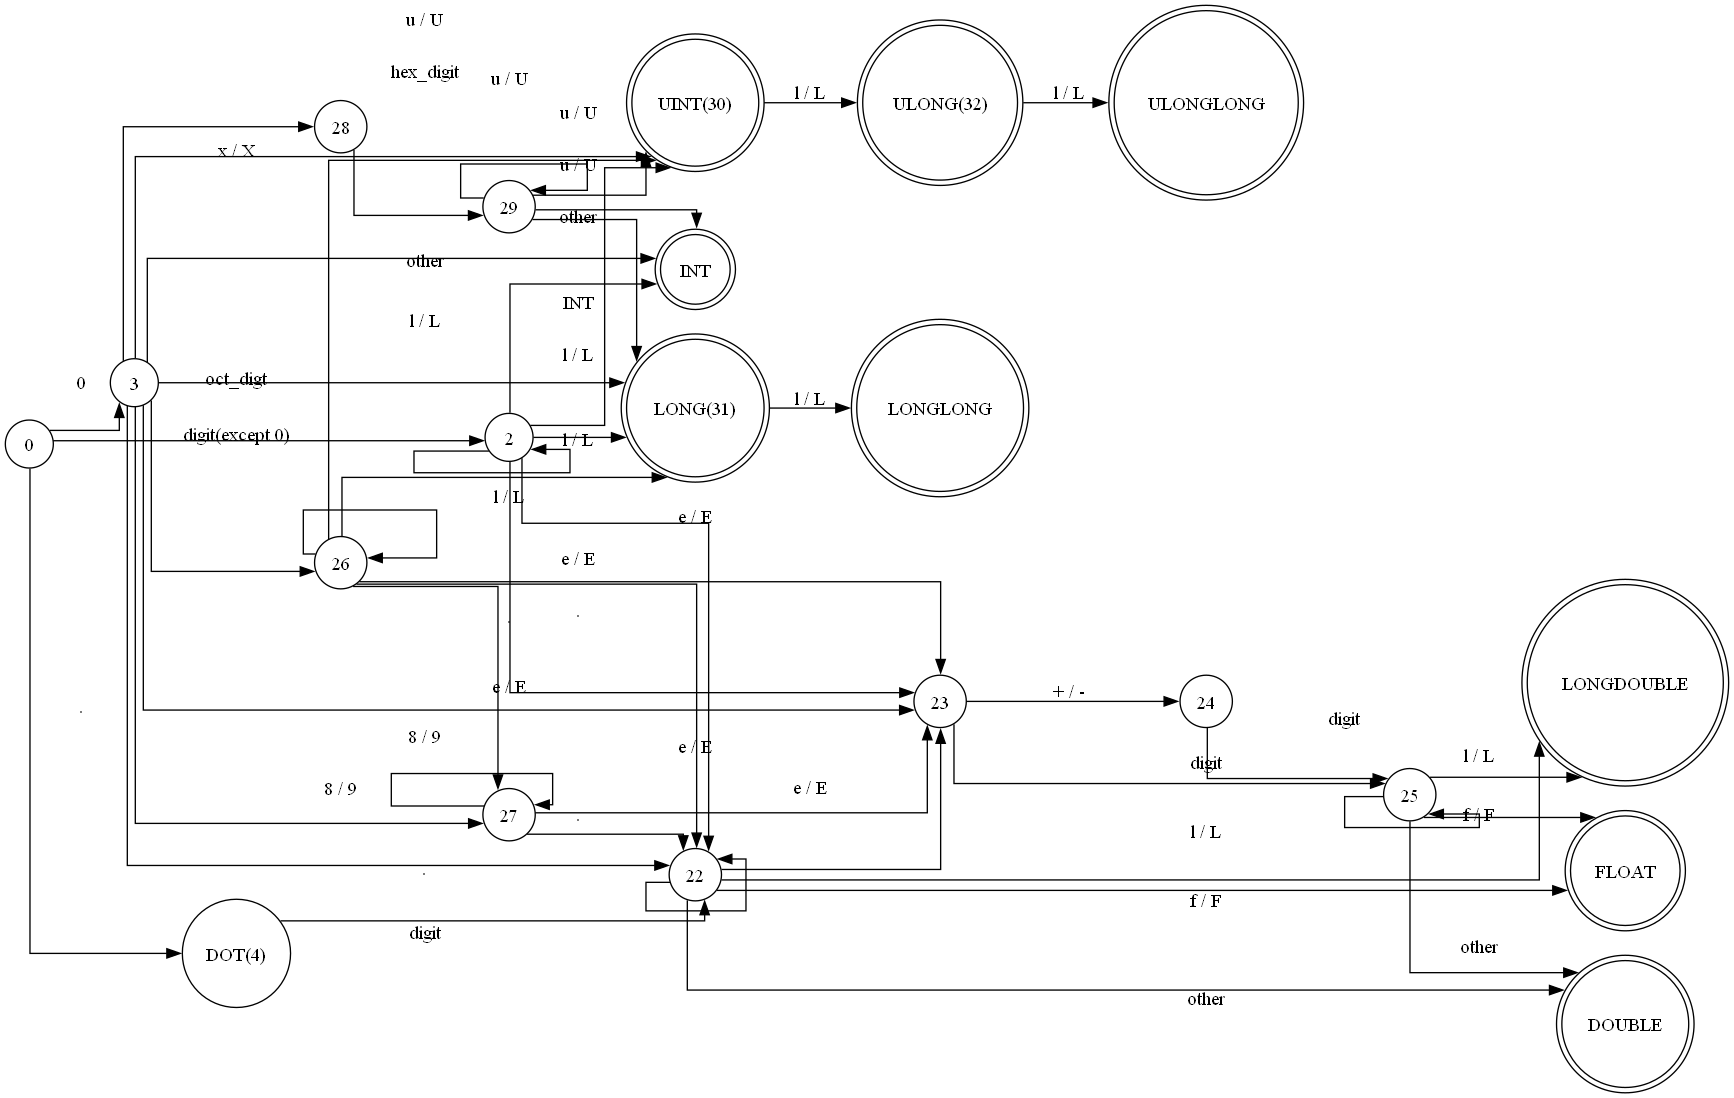 u / U
hex_digit
u / U
u / U
UINT(30)
l / L
ULONG(32)
l / L
ULONGLONG
28
x / X
u / U
29
other
other
INT
INT
l / L
l / L
0
3
oct_digt
LONG(31)
l / L
LONGLONG
0
digit(except 0)
2
l / L
l / L
e / E
26
e / E
.
.
e / E
23
+ / -
24
LONGDOUBLE
.
8 / 9
e / E
digit
digit
l / L
8 / 9
27
e / E
25
f / F
.
l / L
22
.
FLOAT
f / F
digit
DOT(4)
other
other
DOUBLE